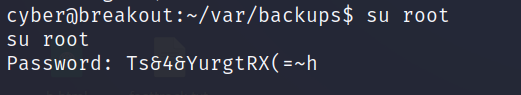 cyber@breakout:~/var/backups$ su root
su root
Password: Ts&4&YurgtRX(=~h